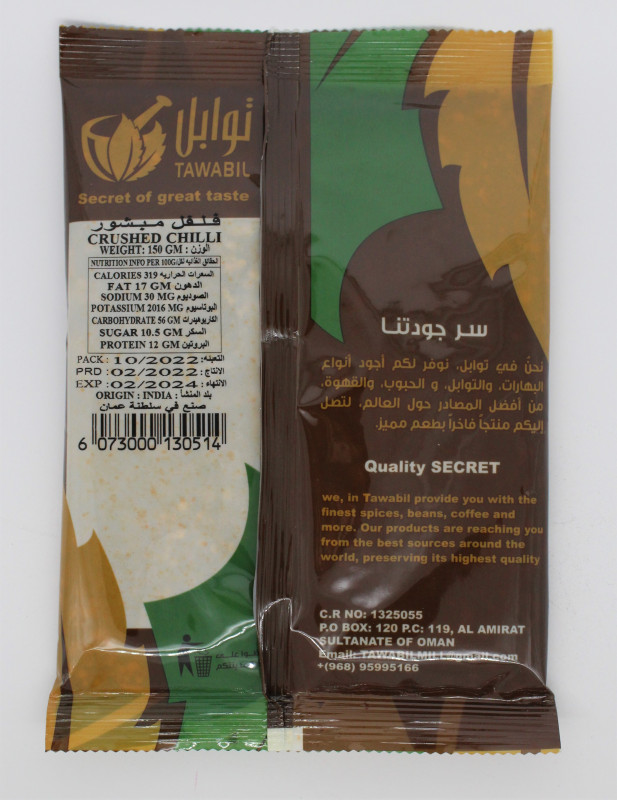 توابل
TAWABIL
Secret of great taste
فلفل مبشور
CRUSHED CHILLI
WEIGHT: 150 GM : الوزن
NUTRITION INFO PER 100G/
CALORIES 319 السعرات الحراريه
FAT 17 GM الدهون
SODIUM 30 MG الصوديوم
POTASSIUM 2016 MG البوتاسيوم
CARBOHYDRATE 56 GM الكاربوهيدرات
SUGAR 10.5 GM السكر
PROTEIN 12 GM البروتين
PACK : 10/2022 التعبئه:
PRD : 02/2022 الانتاج:
EXP : 02/2024 الانتهاء:
ORIGIN : INDIA : بلد المنشأ
صنع في سلطنة عمان
6 073000 130514
سر جودتنا
نحن في توابل، نوفر لكم أجود أنواع
البهارات، والتوابل، و الحبوب، والقهوة،
من أفضل المصادر حول العالم، لتصل
إليكم منتجاً فاخراً بطعم مميز.
Quality SECRET
we, in Tawabil provide you with the
finest spices, beans, coffee and
more. Our products are reaching you
from the best sources around the
world, preserving its highest quality
C.R NO: 1325055
P.O BOX: 120 P.C: 119, AL AMIRAT
SULTANATE OF OMAN
Email: TAWABILMILL@gmail.com
+(968) 95995166